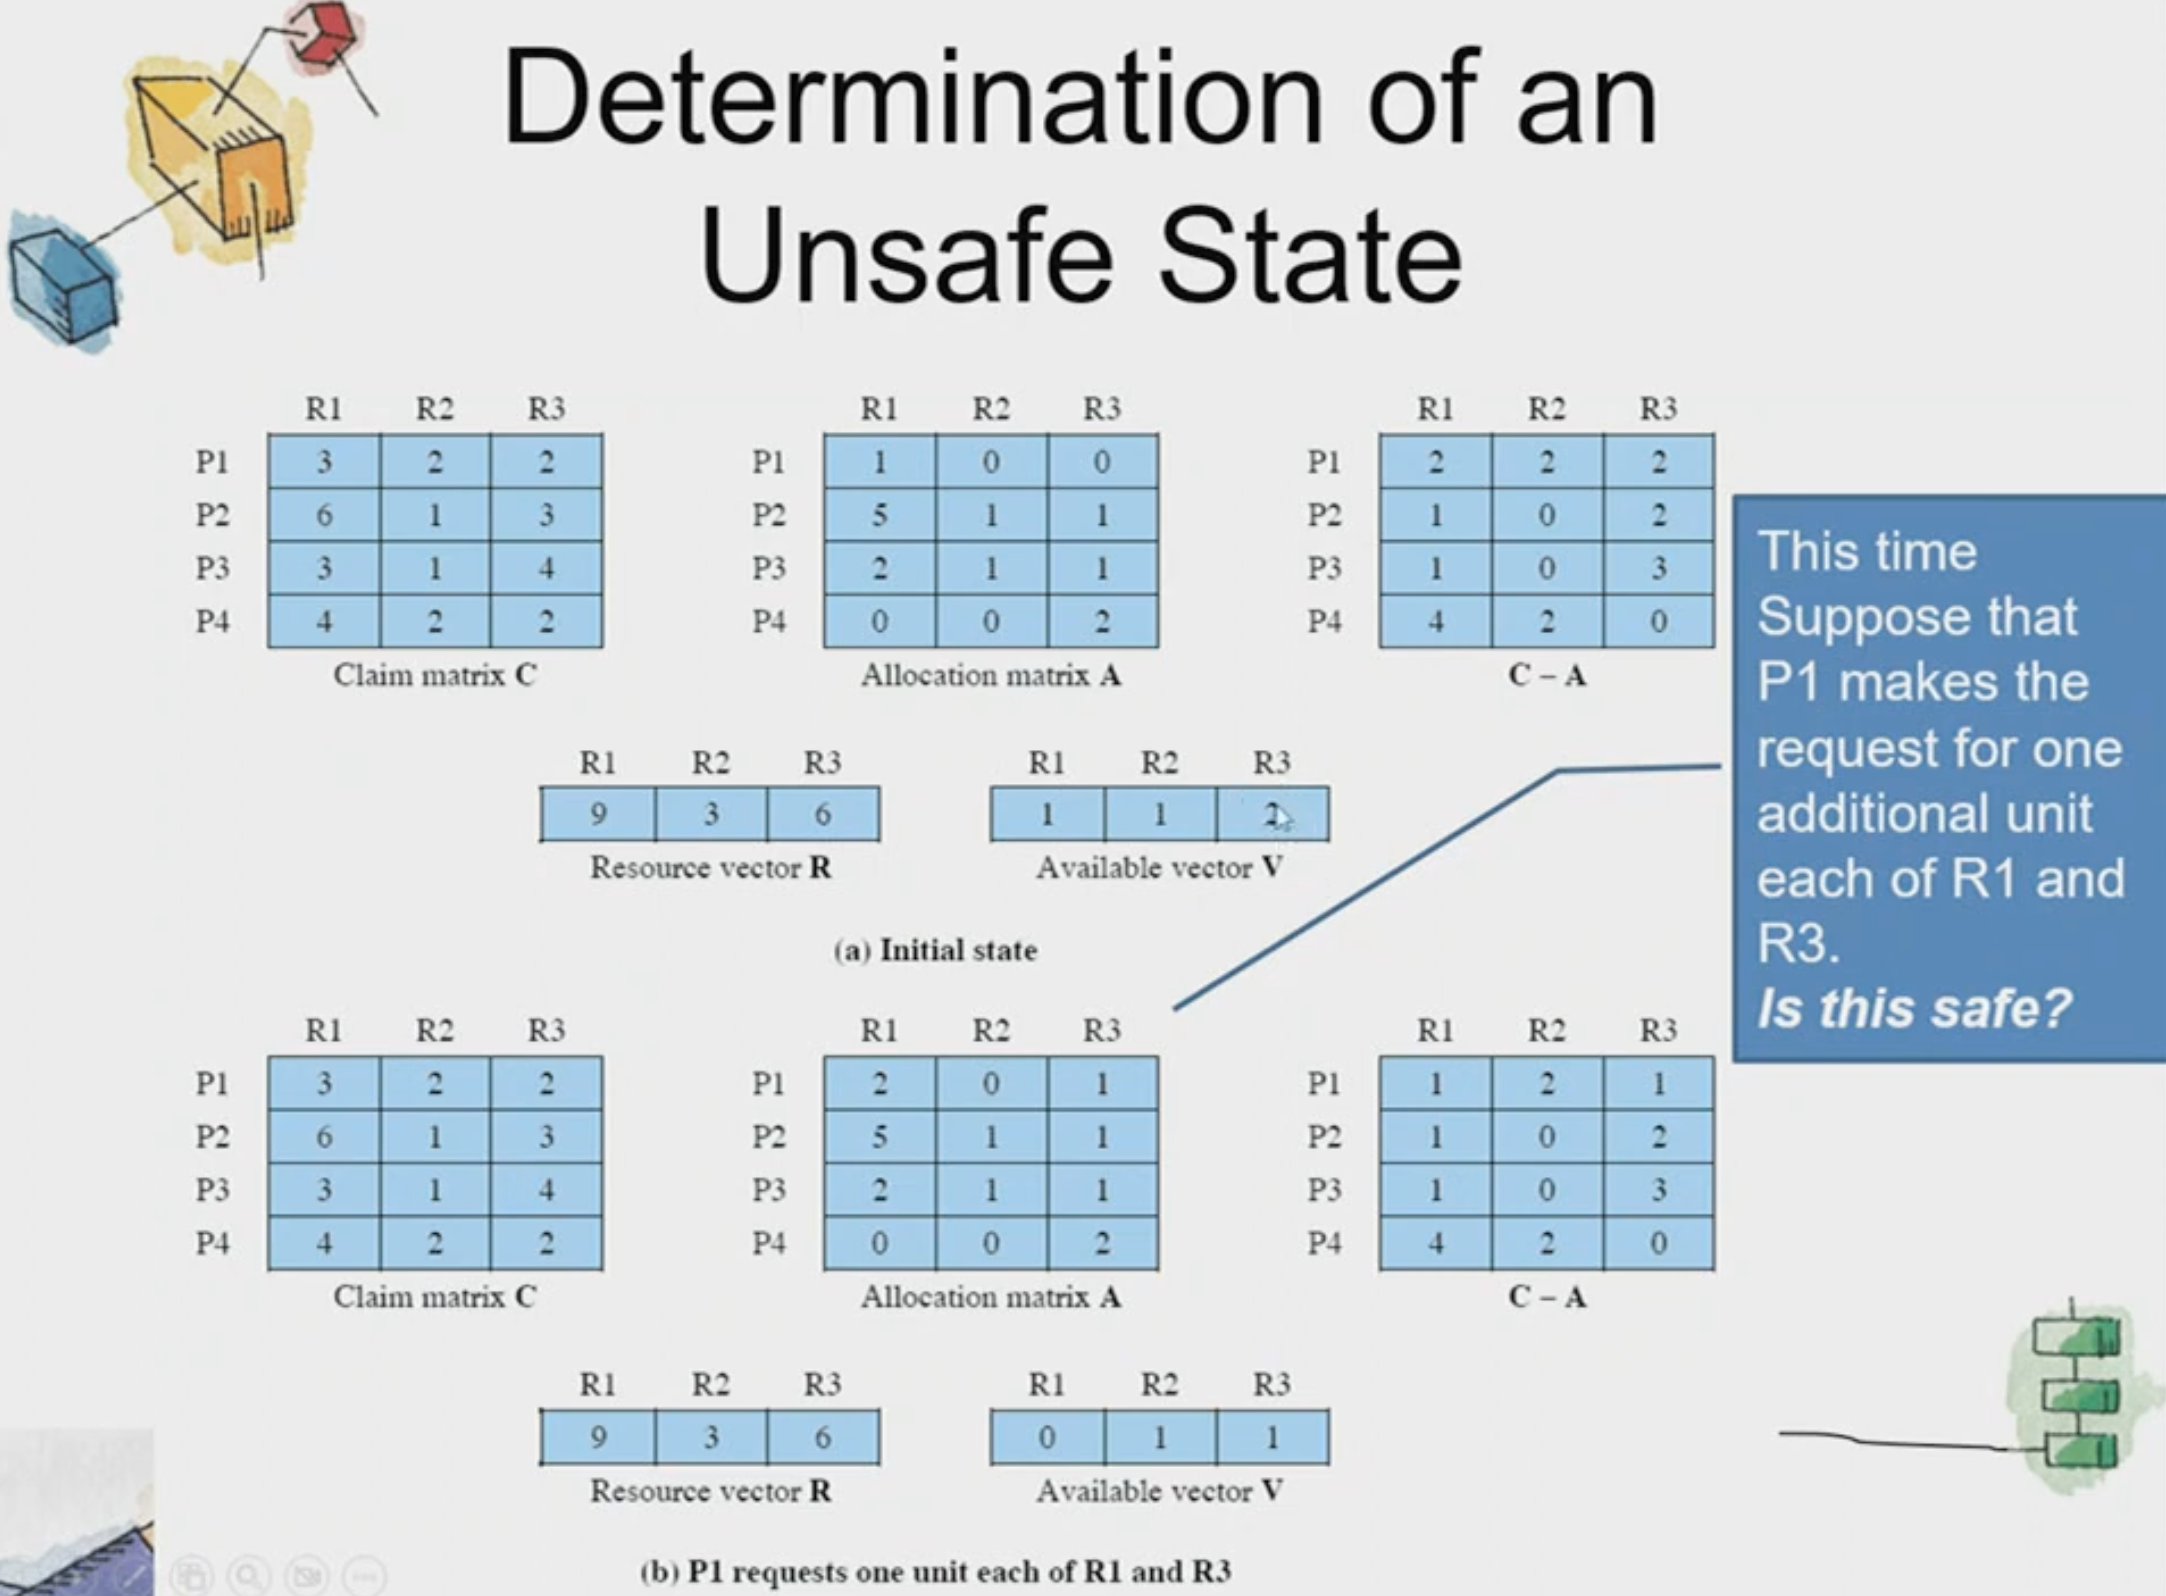 Determination of an
Unsafe State
R1 R2 R3
P1 3 2 2
P2 6 1 3
P3 3 1 4
P4 4 2 2
Claim matrix C
R1 R2 R3
P1 1 0 0
P2 5 1 1
P3 2 1 1
P4 0 0 2
Allocation matrix A
R1 R2 R3
P1 2 2 2
P2 1 0 2
P3 1 0 3
P4 4 2 0
C – A
R1 R2 R3
9 3 6
Resource vector R
R1 R2 R3
1 1 2
Available vector V
(a) Initial state
This time
Suppose that
P1 makes the
request for one
additional unit
each of R1 and
R3.
Is this safe?
R1 R2 R3
P1 3 2 2
P2 6 1 3
P3 3 1 4
P4 4 2 2
Claim matrix C
R1 R2 R3
P1 2 0 1
P2 5 1 1
P3 2 1 1
P4 0 0 2
Allocation matrix A
R1 R2 R3
P1 1 2 1
P2 1 0 2
P3 1 0 3
P4 4 2 0
C – A
R1 R2 R3
9 3 6
Resource vector R
R1 R2 R3
0 1 1
Available vector V
(b) P1 requests one unit each of R1 and R3